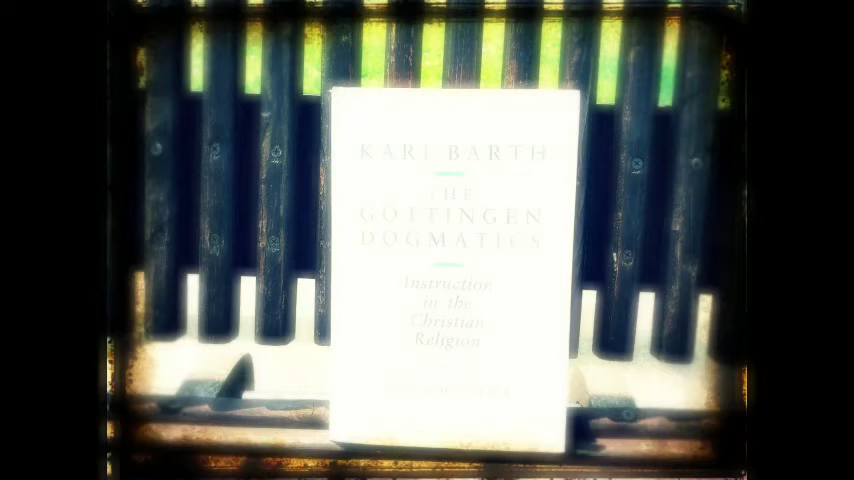 KARL BARTH
THE
GÖTTINGEN
DOGMATICS
Instruction
in the
Christian
Religion